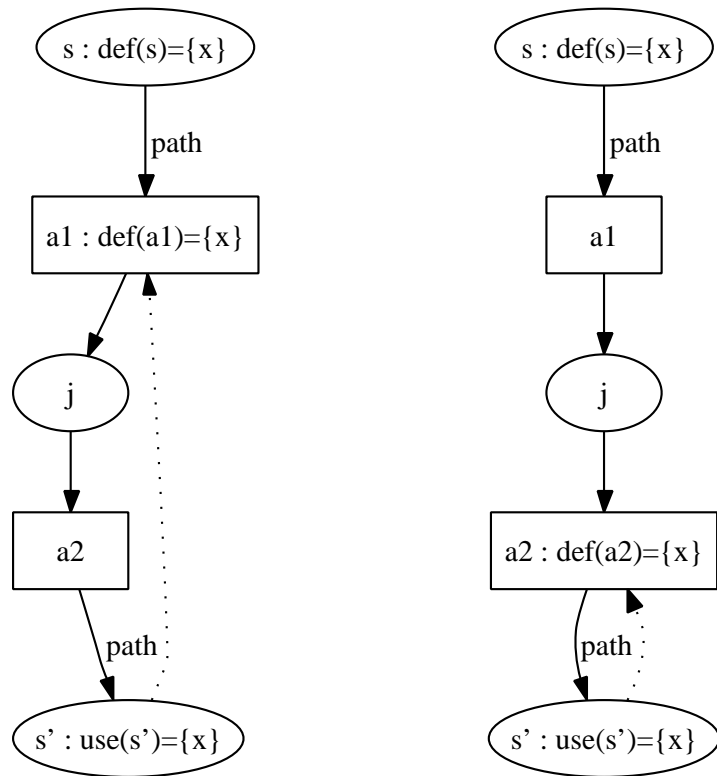 s : def(s)={x}
path
a1 : def(a1)={x}
j
a2
path
s’ : use(s’)={x}
s : def(s)={x}
path
a1
j
a2 : def(a2)={x}
path
s’ : use(s’)={x}